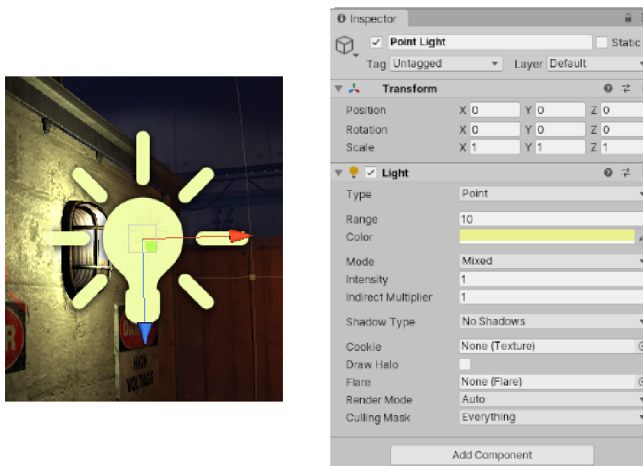 DANGER
HIGH
VOLTAGE
Inspector
Point Light
Static
Tag Untagged Layer Default
Transform
Position X 0 Y 0 Z 0
Rotation X 0 Y 0 Z 0
Scale X 1 Y 1 Z 1
Light
Type Point
Range 10
Color
Mode Mixed
Intensity 1
Indirect Multiplier 1
Shadow Type No Shadows
Cookie None (Texture)
Draw Halo
Flare None (Flare)
Render Mode Auto
Culling Mask Everything
Add Component